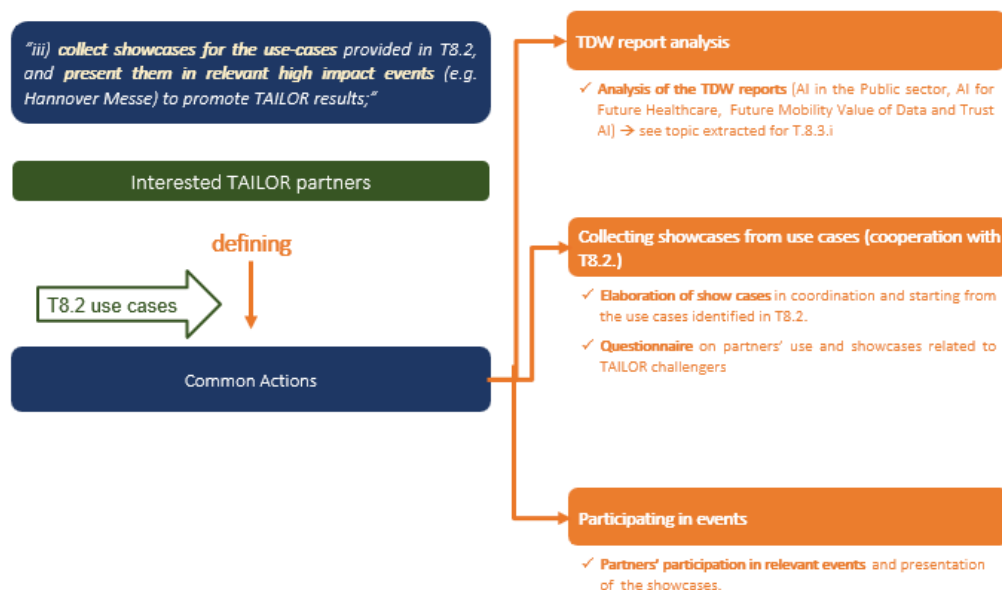 "iii) collect showcases for the use-cases provided in T8.2,
and present them in relevant high impact events (e.g.
Hannover Messe) to promote TAILOR results;"
Interested TAILOR partners
defining
T8.2 use cases
Common Actions
TDW report analysis
✓ Analysis of the TDW reports (AI in the Public sector, AI for
Future Healthcare, Future Mobility Value of Data and Trust
AI) → see topic extracted for T.8.3.i
Collecting showcases from use cases (cooperation with
T8.2.)
✓ Elaboration of show cases in coordination and starting from
the use cases identified in T8.2.
✓ Questionnaire on partners' use and showcases related to
TAILOR challengers
Participating in events
✓ Partners' participation in relevant events and presentation
of the showcases.